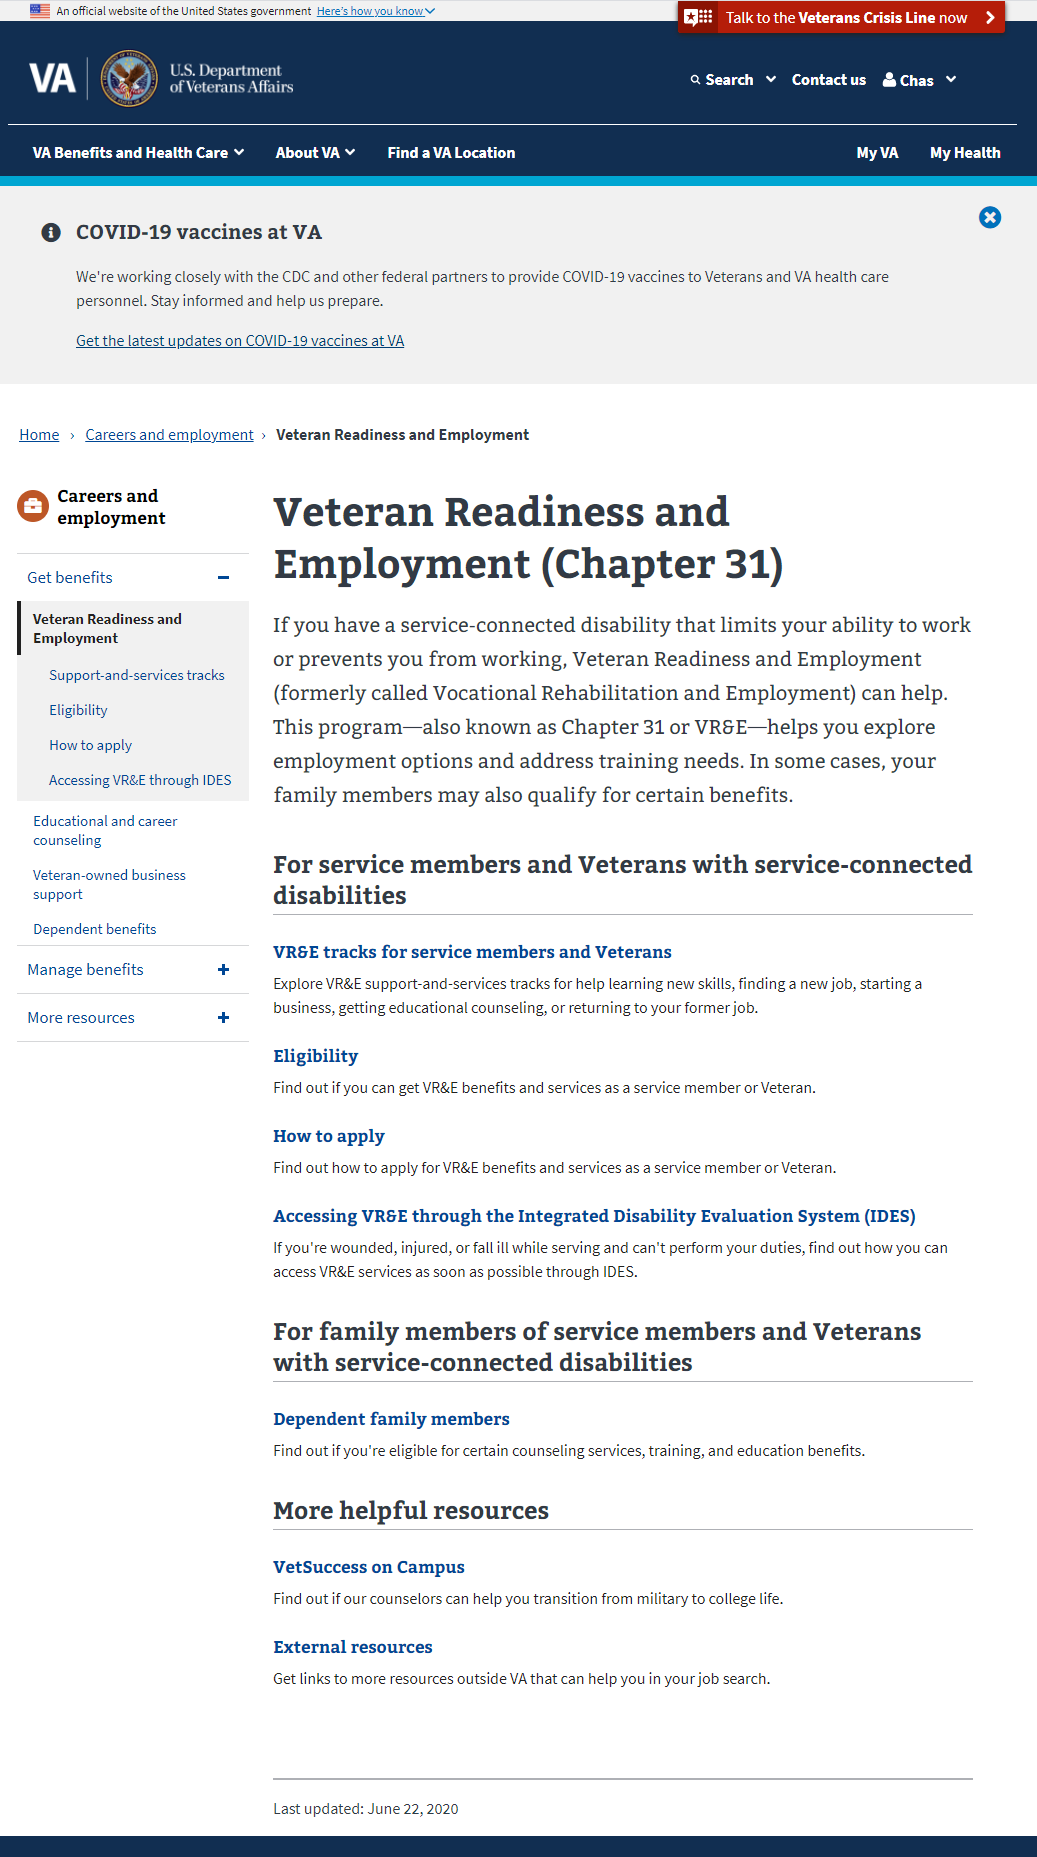 An official website of the United States government Here's how you know
Talk to the Veterans Crisis Line now
VA
U.S. Department
of Veterans Affairs
Search
Contact us
Chas
VA Benefits and Health Care
About VA
Find a VA Location
My VA
My Health
COVID-19 vaccines at VA
We're working closely with the CDC and other federal partners to provide COVID-19 vaccines to Veterans and VA health care
personnel. Stay informed and help us prepare.
Get the latest updates on COVID-19 vaccines at VA
Home › Careers and employment › Veteran Readiness and Employment
Careers and
employment
Get benefits
Veteran Readiness and
Employment
Support-and-services tracks
Eligibility
How to apply
Accessing VR&E through IDES
Educational and career
counseling
Veteran-owned business
support
Dependent benefits
Manage benefits
More resources
Veteran Readiness and
Employment (Chapter 31)
If you have a service-connected disability that limits your ability to work
or prevents you from working, Veteran Readiness and Employment
(formerly called Vocational Rehabilitation and Employment) can help.
This program—also known as Chapter 31 or VR&E—helps you explore
employment options and address training needs. In some cases, your
family members may also qualify for certain benefits.
For service members and Veterans with service-connected
disabilities
VR&E tracks for service members and Veterans
Explore VR&E support-and-services tracks for help learning new skills, finding a new job, starting a
business, getting educational counseling, or returning to your former job.
Eligibility
Find out if you can get VR&E benefits and services as a service member or Veteran.
How to apply
Find out how to apply for VR&E benefits and services as a service member or Veteran.
Accessing VR&E through the Integrated Disability Evaluation System (IDES)
If you're wounded, injured, or fall ill while serving and can't perform your duties, find out how you can
access VR&E services as soon as possible through IDES.
For family members of service members and Veterans
with service-connected disabilities
Dependent family members
Find out if you're eligible for certain counseling services, training, and education benefits.
More helpful resources
VetSuccess on Campus
Find out if our counselors can help you transition from military to college life.
External resources
Get links to more resources outside VA that can help you in your job search.
Last updated: June 22, 2020